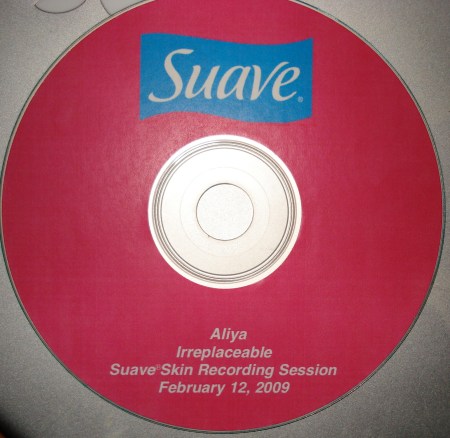 Suave®
Aliya
Irreplaceable
Suave® Skin Recording Session
February 12, 2009